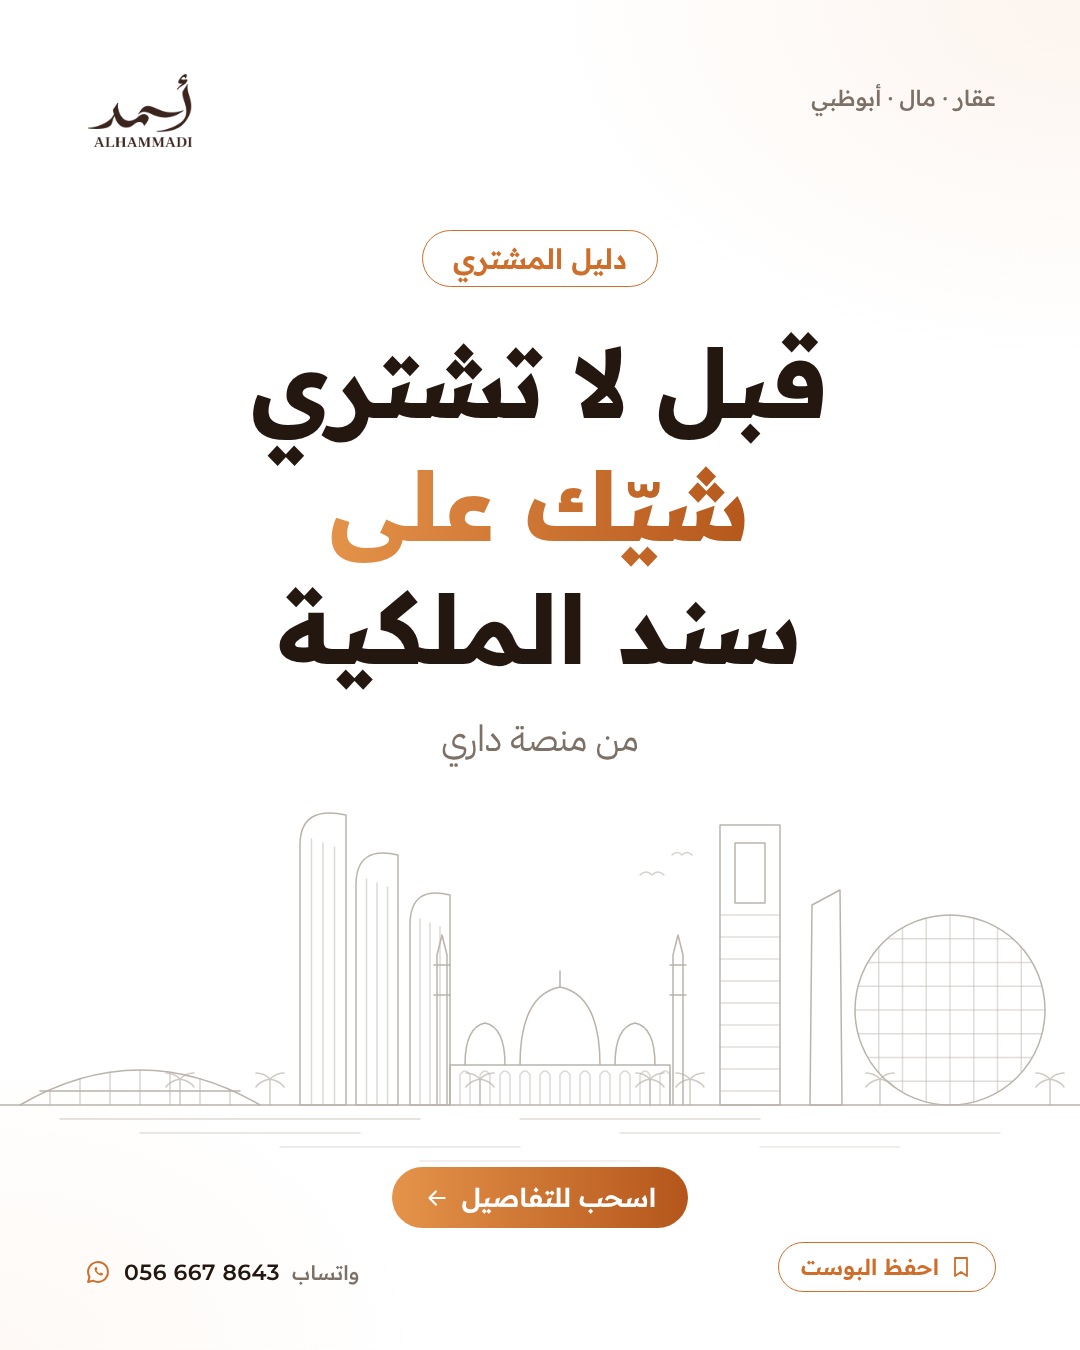 عقار · مال · أبوظبي
أحمد
ALHAMMADI
دليل المشتري
قبل لا تشتري
شيّك على
سند الملكية
من منصة داري
اسحب للتفاصيل ←
احفظ البوست
واتساب 056 667 8643